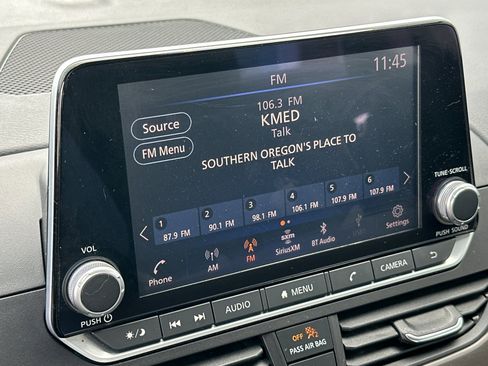 FM
11:45
106.3 FM
KMED
Talk
Source
FM Menu
SOUTHERN OREGON'S PLACE TO
TALK
1 2 3 4 5 6
87.9 FM 90.1 FM 98.1 FM 106.1 FM 107.9 FM 107.9 FM
Phone
AM
FM
sxm
SiriusXM
BT Audio
Settings
VOL
PUSH
TUNE·SCROLL
PUSH SOUND
AUDIO
MENU
CAMERA
OFF
PASS AIR BAG